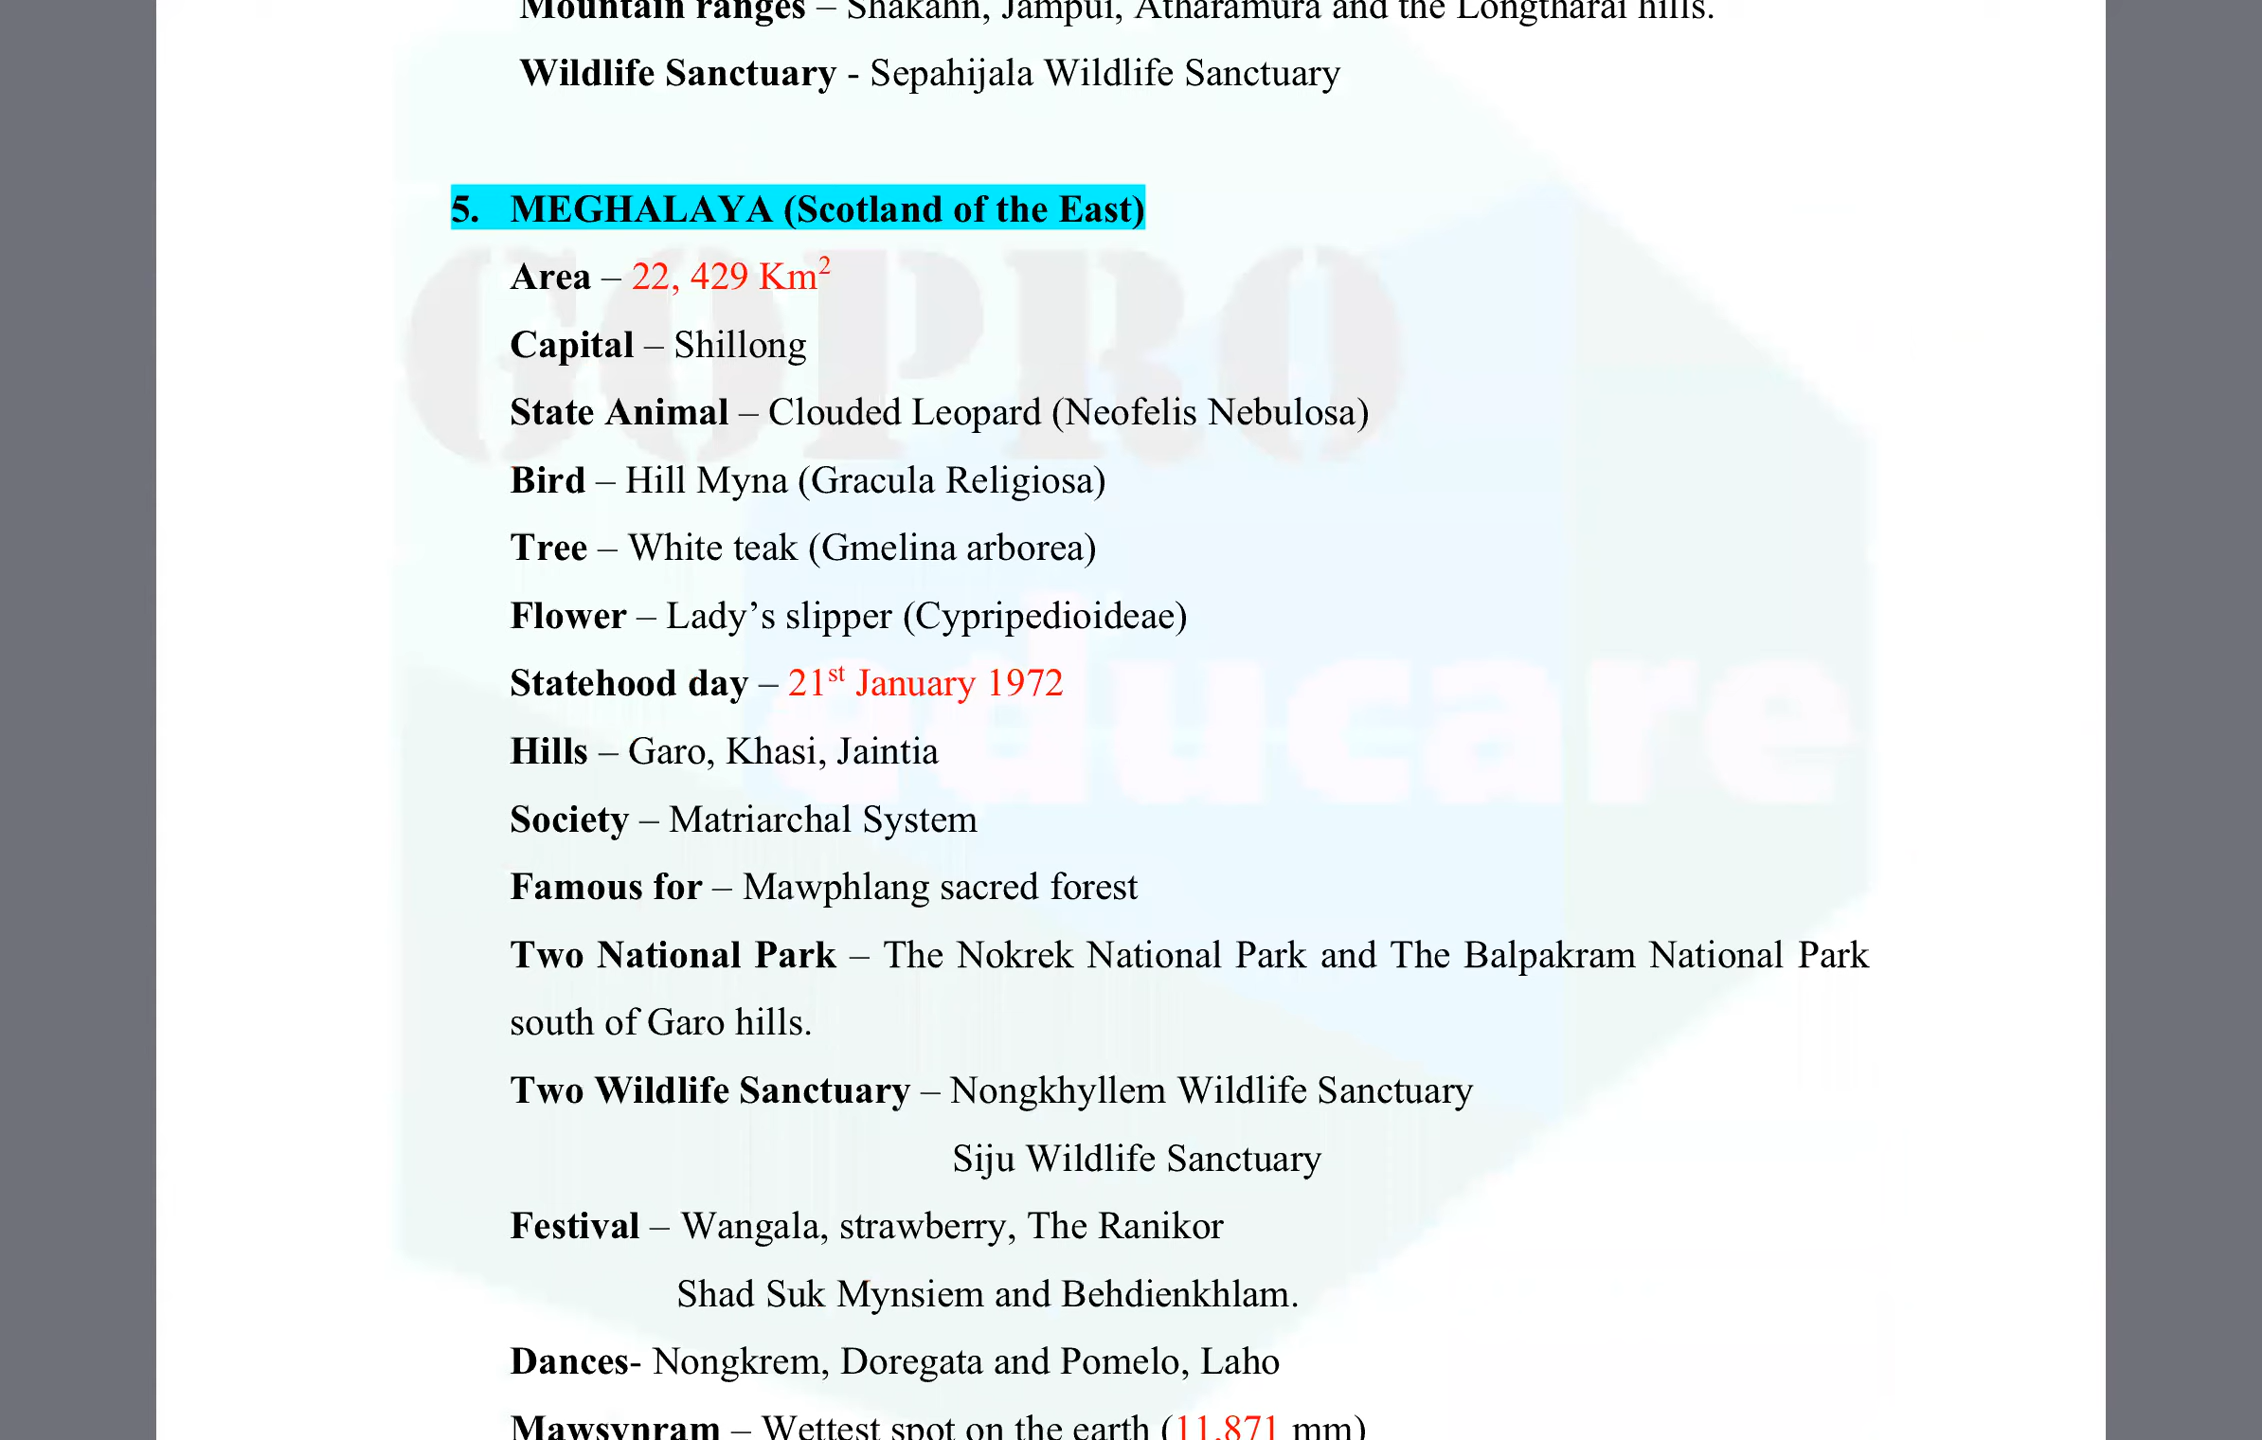 Mountain ranges – Shakahn, Jampui, Atharamura and the Longtharai hills.
Wildlife Sanctuary - Sepahijala Wildlife Sanctuary
5. MEGHALAYA (Scotland of the East)
GOPRO
Area – 22, 429 Km²
Capital – Shillong
State Animal – Clouded Leopard (Neofelis Nebulosa)
Bird – Hill Myna (Gracula Religiosa)
Tree – White teak (Gmelina arborea)
Flower – Lady’s slipper (Cypripedioideae)
educare
Statehood day – 21st January 1972
Hills – Garo, Khasi, Jaintia
Society – Matriarchal System
Famous for – Mawphlang sacred forest
Two National Park – The Nokrek National Park and The Balpakram National Park
south of Garo hills.
Two Wildlife Sanctuary – Nongkhyllem Wildlife Sanctuary
Siju Wildlife Sanctuary
Festival – Wangala, strawberry, The Ranikor
Shad Suk Mynsiem and Behdienkhlam.
Dances- Nongkrem, Doregata and Pomelo, Laho
Mawsynram – Wettest spot on the earth (11,871 mm)